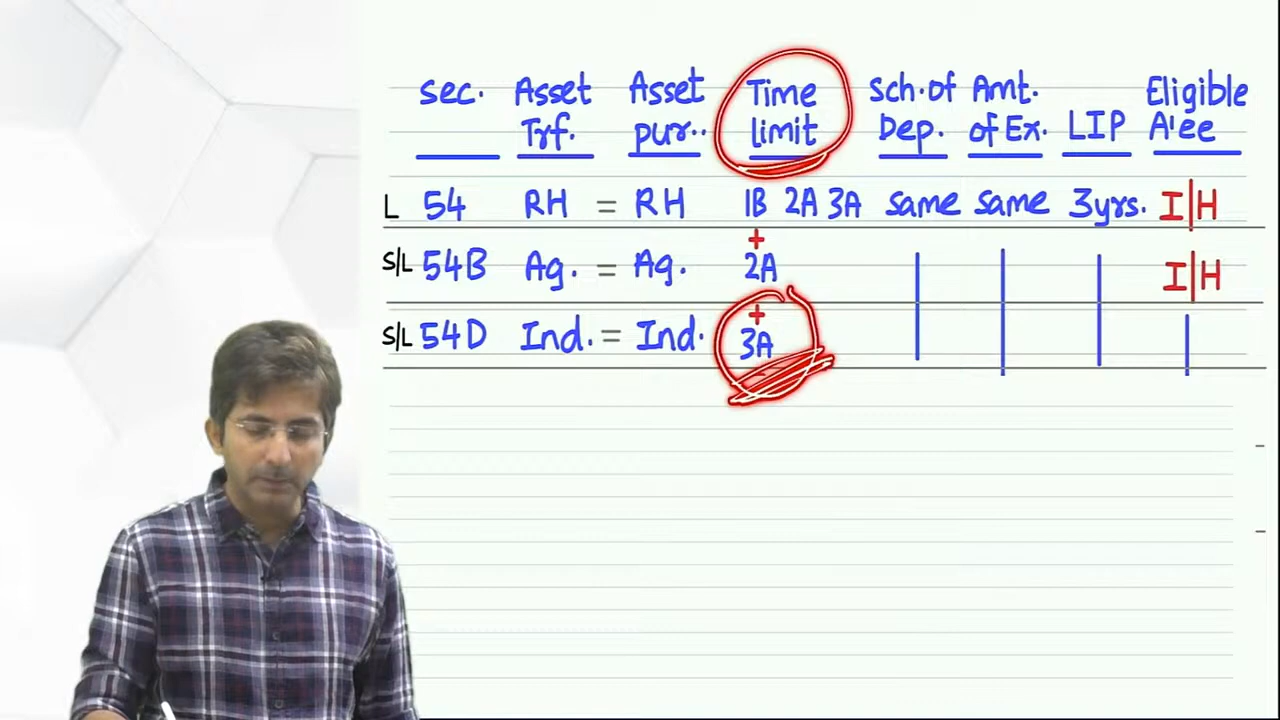 Sec. Asset Trf. Asset pur.. Time limit Sch. of Dep. Amt. of Ex. LIP Eligible A'ee
L 54 RH = RH 1B 2A 3A same same 3yrs. I|H
+
S/L 54B Ag. = Ag. 2A I|H
+
S/L 54D Ind. = Ind. 3A